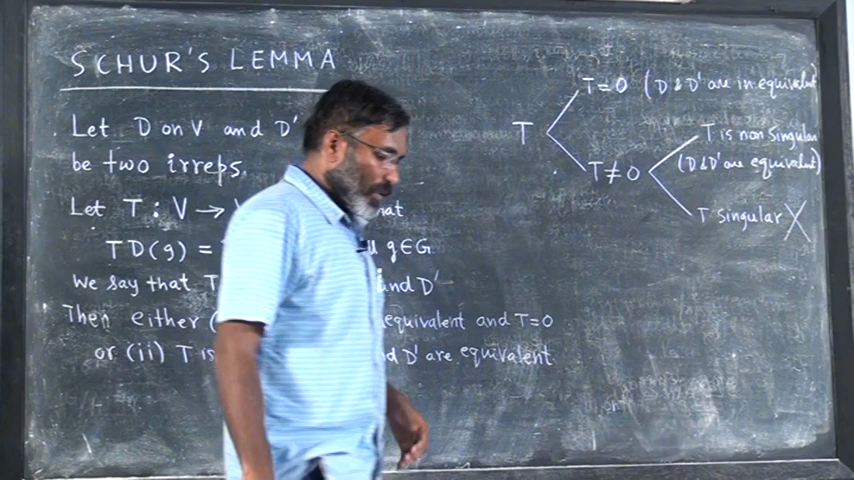 SCHUR'S LEMMA
Let D on V and D'
be two irreps.
Let T : V → at
TD(g) = g∈G
We say that T and D'
Then either ( equivalent and T=0
or (ii) T is d D' are equivalent
T
T=0 (D & D' are inequivalent)
T≠0
T is non singular
(D & D' are equivalent)
T singular X